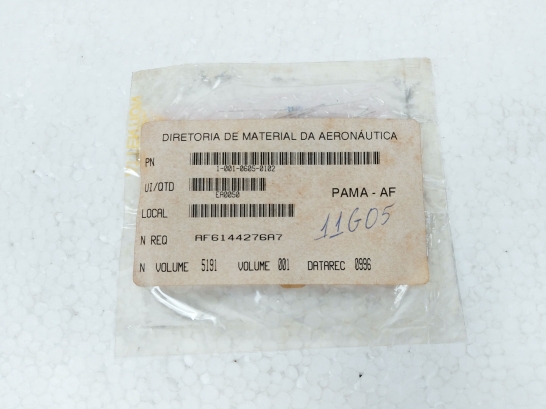 DIRETORIA DE MATERIAL DA AERONÁUTICA
PN
1-001-0605-0102
UI/QTD
EA0050
PAMA - AF
LOCAL
11G05
N REQ AF6144276A7
N VOLUME 5191 VOLUME 001 DATAREC 0996